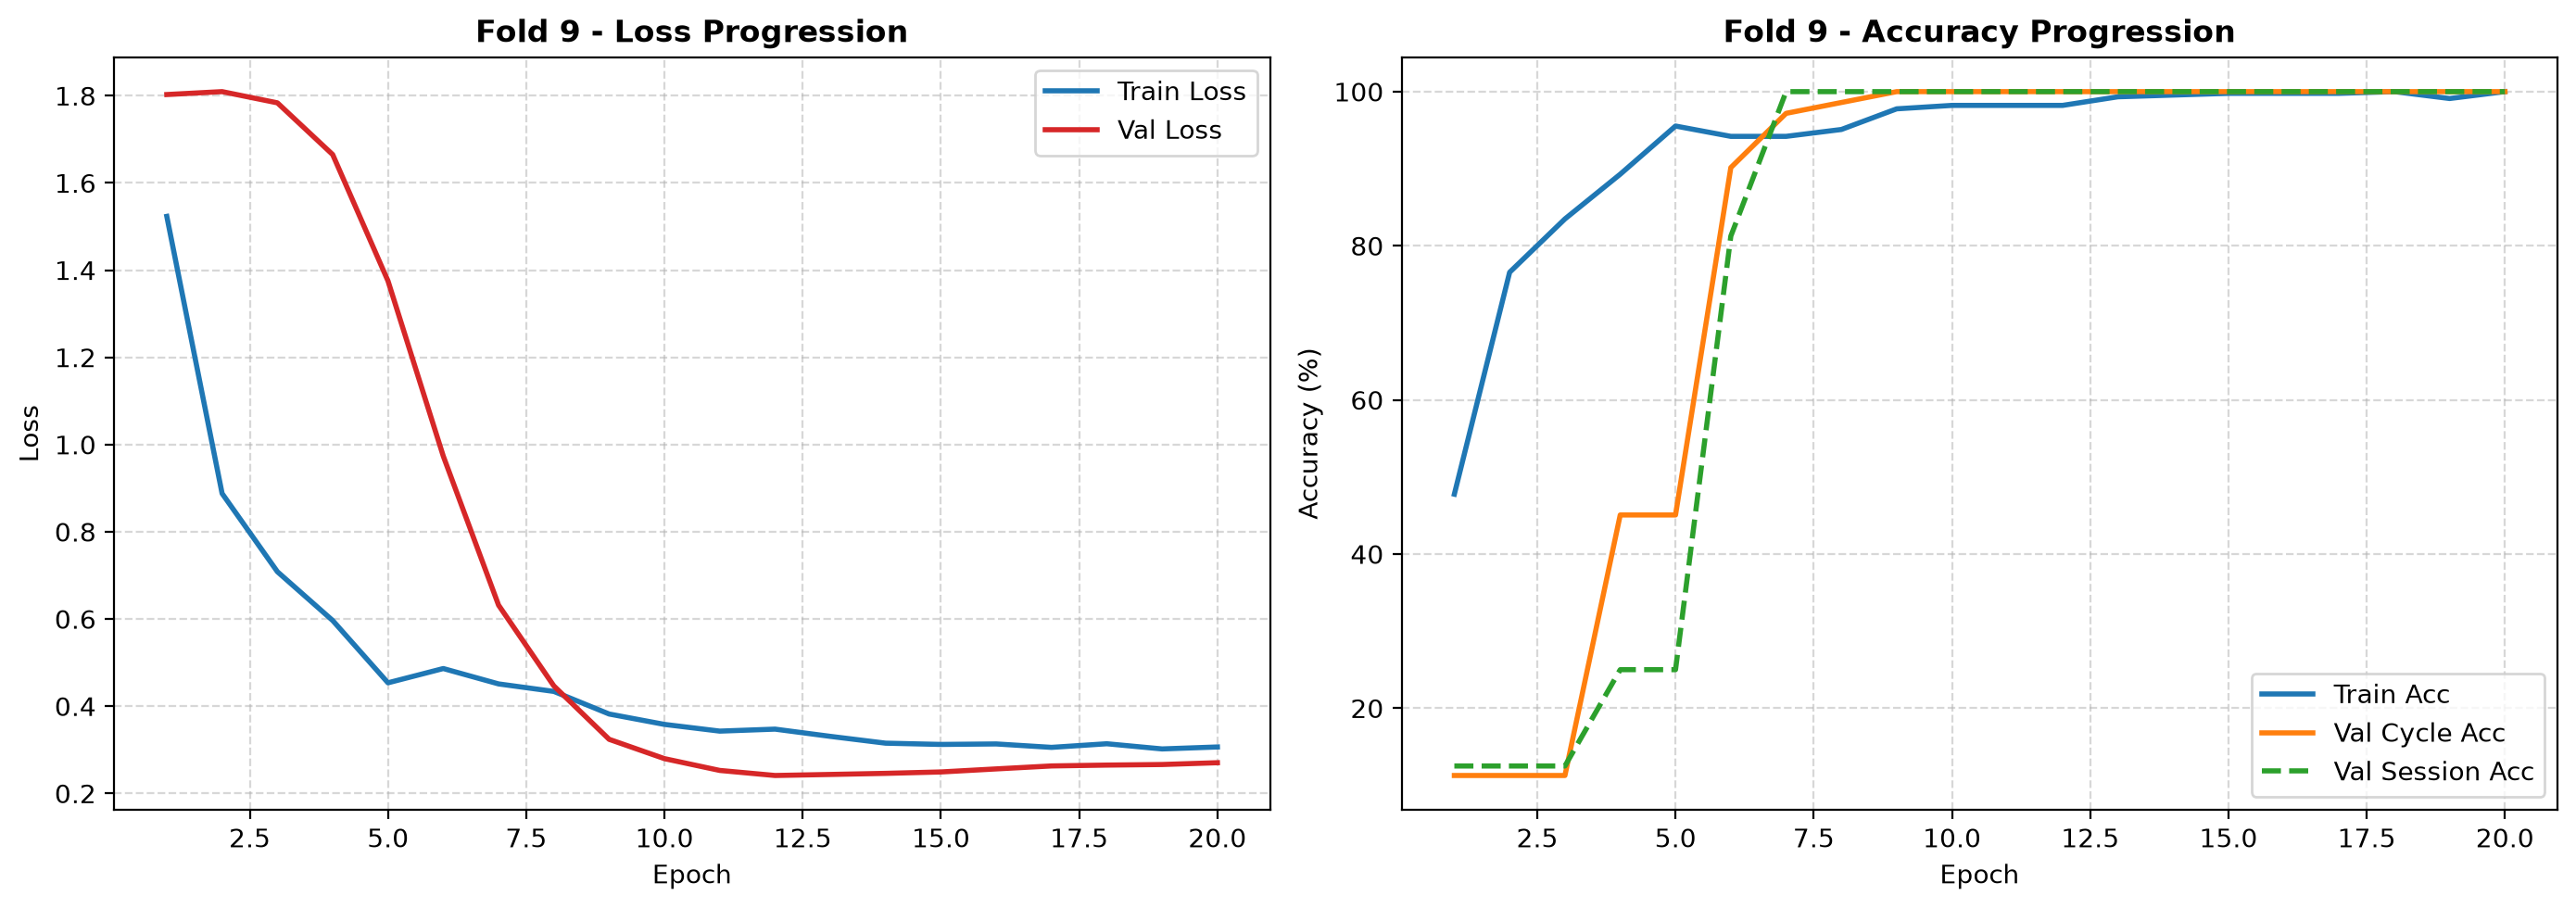 Fold 9 - Loss Progression
Train Loss
Val Loss
1.8
1.6
1.4
1.2
1.0
0.8
0.6
0.4
0.2
Loss
2.5 5.0 7.5 10.0 12.5 15.0 17.5 20.0
Epoch
Fold 9 - Accuracy Progression
100
80
60
40
20
Accuracy (%)
Train Acc
Val Cycle Acc
Val Session Acc
2.5 5.0 7.5 10.0 12.5 15.0 17.5 20.0
Epoch